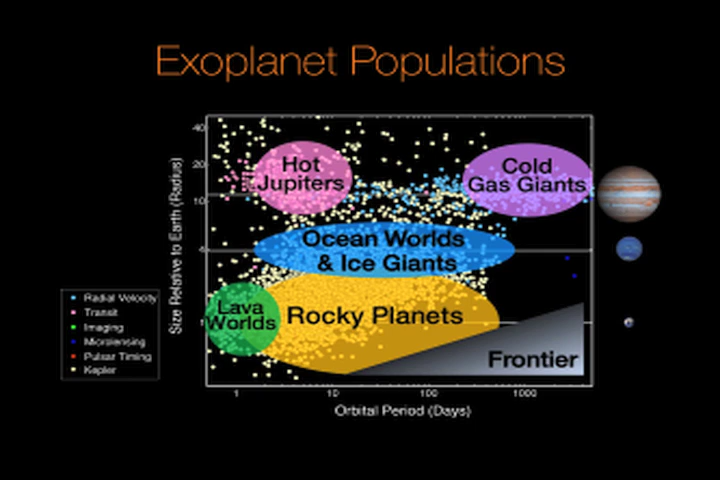 Exoplanet Populations
Size Relative to Earth (Radius)
40
20
10
4
1
Hot
Jupiters
Cold
Gas Giants
Ocean Worlds
& Ice Giants
Lava
Worlds
Rocky Planets
Frontier
Radial Velocity
Transit
Imaging
Microlensing
Pulsar Timing
Kepler
1
10
100
1000
Orbital Period (Days)